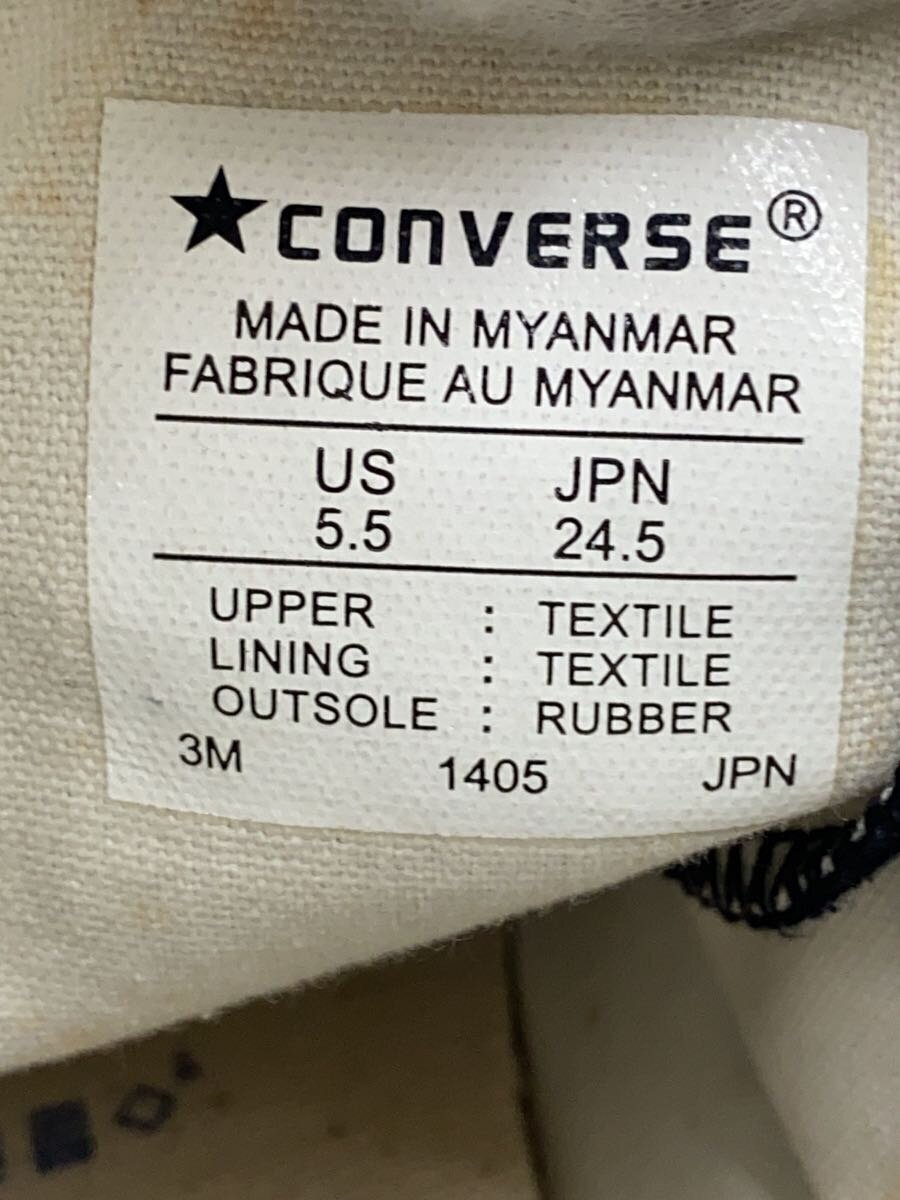 ★CONVERSE®
MADE IN MYANMAR
FABRIQUE AU MYANMAR
US JPN
5.5 24.5
UPPER : TEXTILE
LINING : TEXTILE
OUTSOLE : RUBBER
3M 1405 JPN